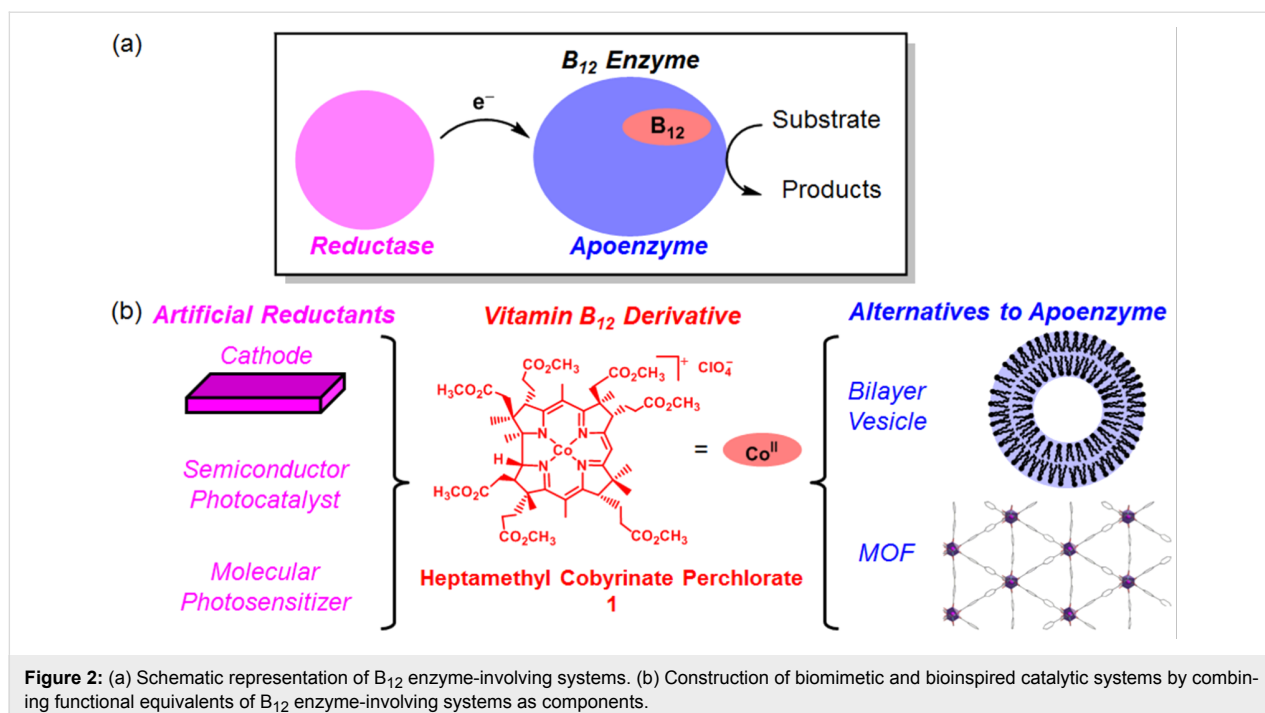 (a)
B12 Enzyme
e–
B12
Substrate
Products
Reductase
Apoenzyme
(b)
Artificial Reductants
Vitamin B12 Derivative
Alternatives to Apoenzyme
Cathode
Semiconductor
Photocatalyst
Molecular
Photosensitizer
CO2CH3
CO2CH3
+ ClO4–
H3CO2C
CO2CH3
N N
Co
H
N N
H3CO2C
CO2CH3
CO2CH3
= CoII
Heptamethyl Cobyrinate Perchlorate
1
Bilayer
Vesicle
MOF
Figure 2: (a) Schematic representation of B12 enzyme-involving systems. (b) Construction of biomimetic and bioinspired catalytic systems by combin-
ing functional equivalents of B12 enzyme-involving systems as components.